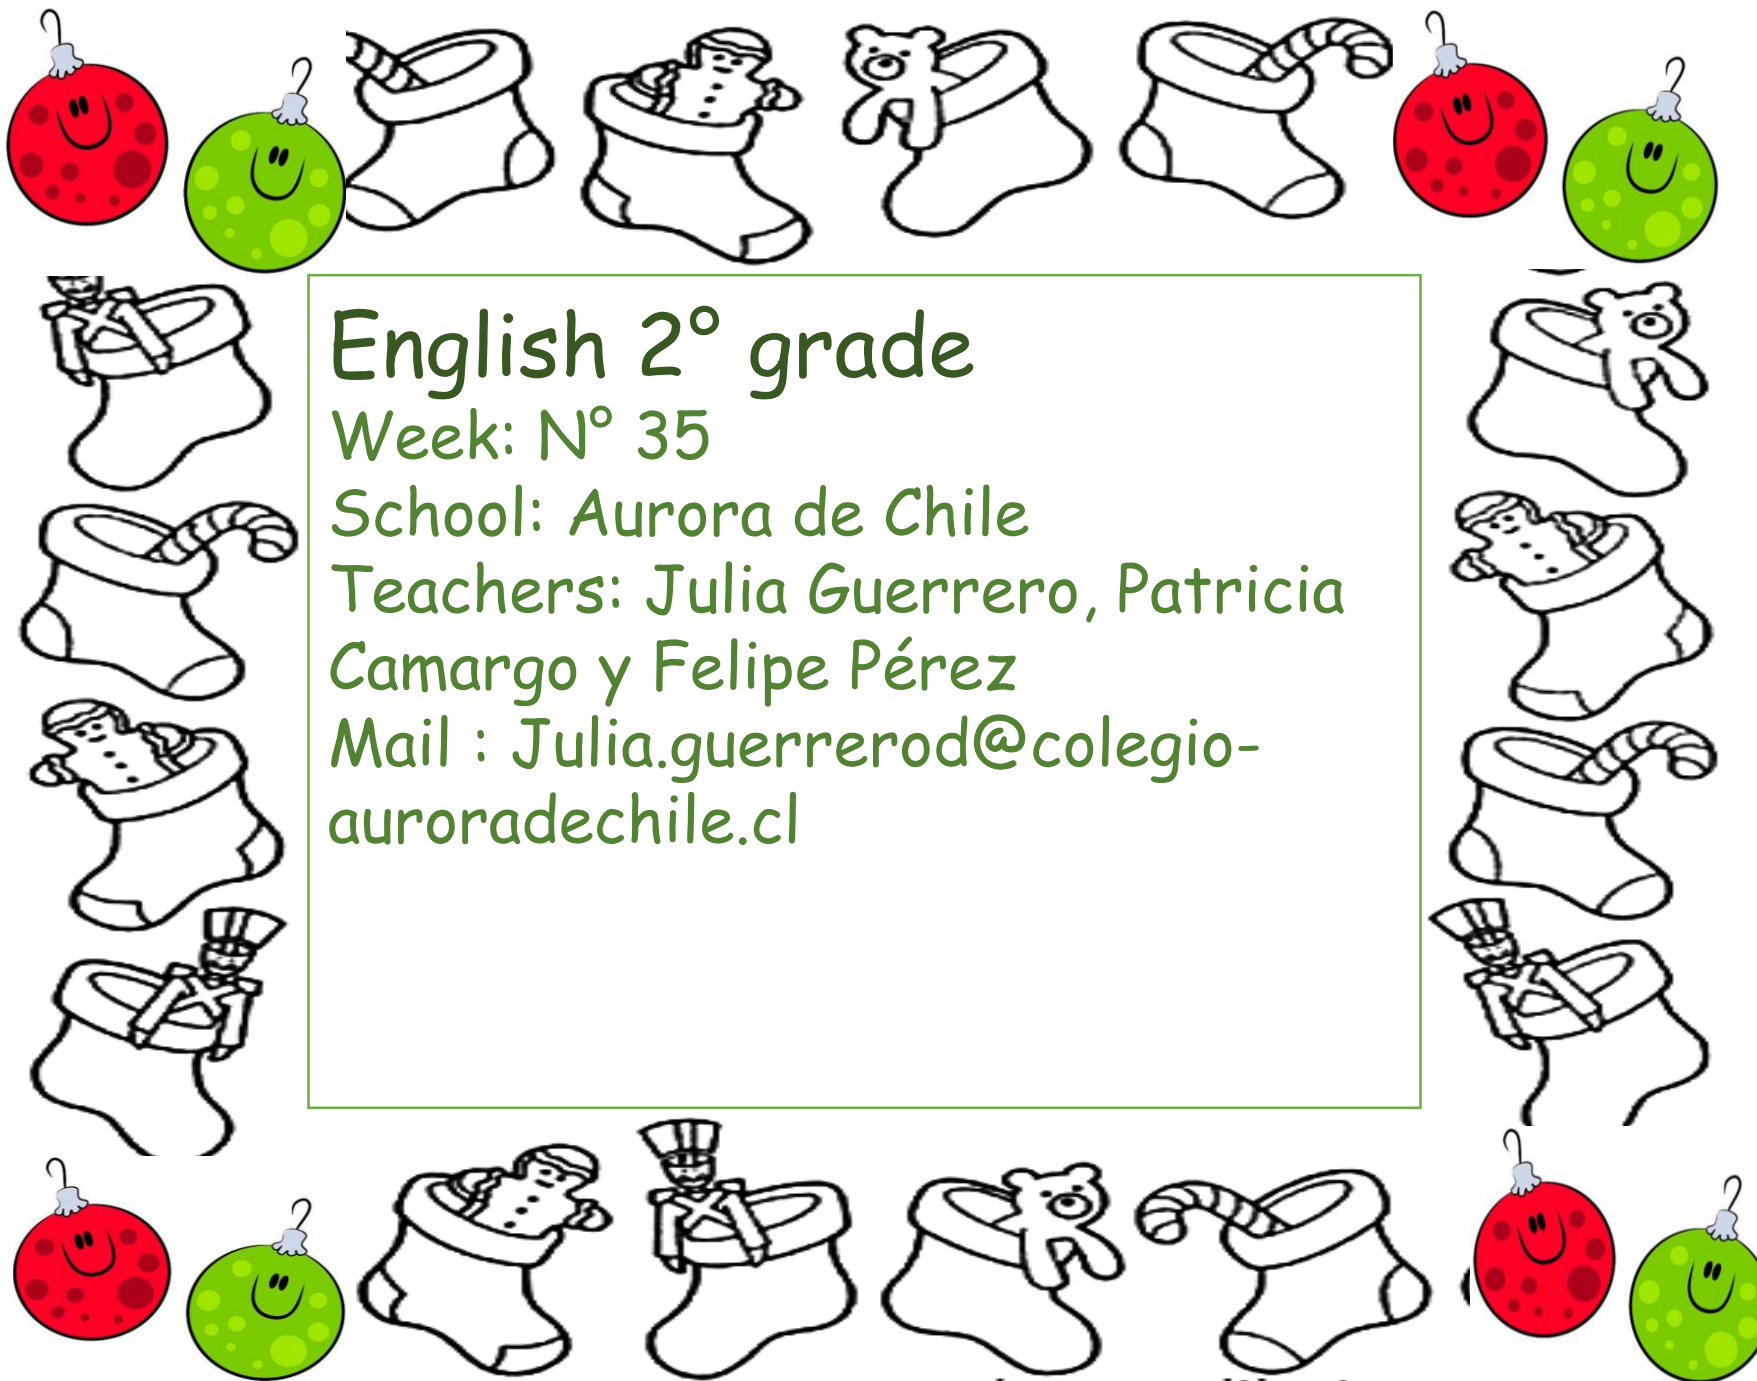 English 2° grade
Week: N° 35
School: Aurora de Chile
Teachers: Julia Guerrero, Patricia
Camargo y Felipe Pérez
Mail : Julia.guerrerod@colegio-
auroradechile.cl